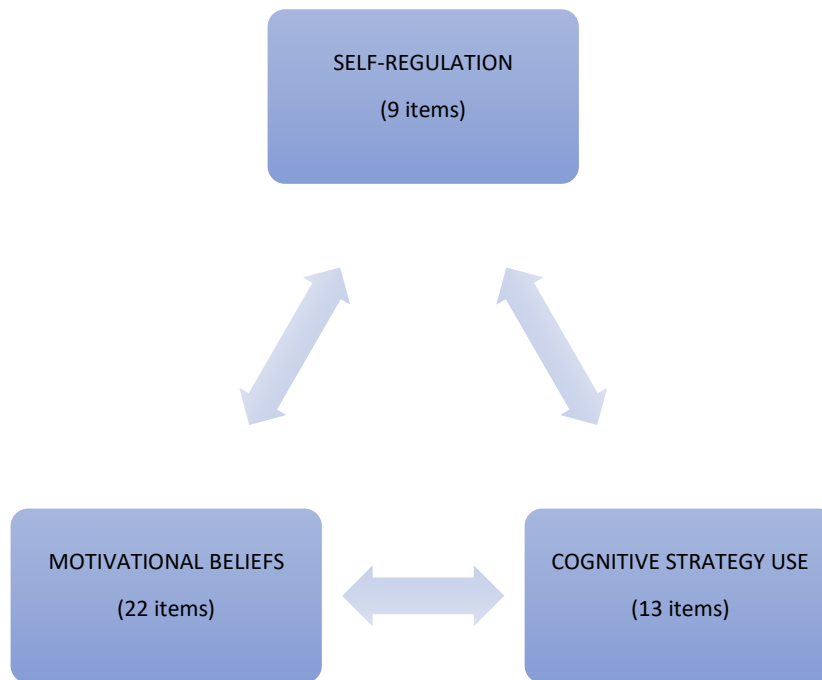 SELF-REGULATION
(9 items)
MOTIVATIONAL BELIEFS
(22 items)
COGNITIVE STRATEGY USE
(13 items)